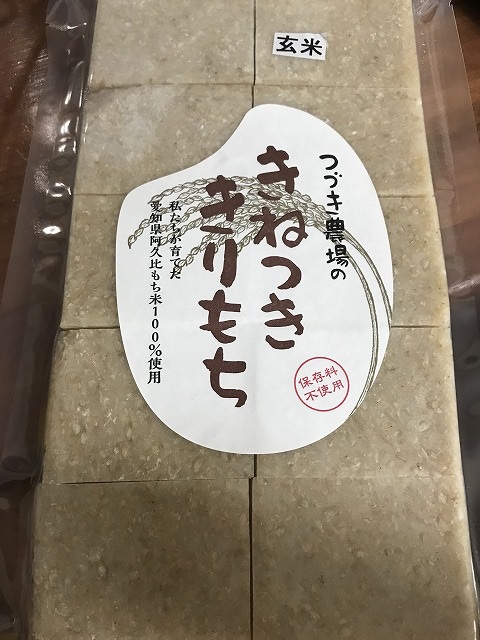 玄米
つづき農場の
きねつき
きりもち
私たちが育てた
愛知県阿久比もち米100%使用
保存料
不使用